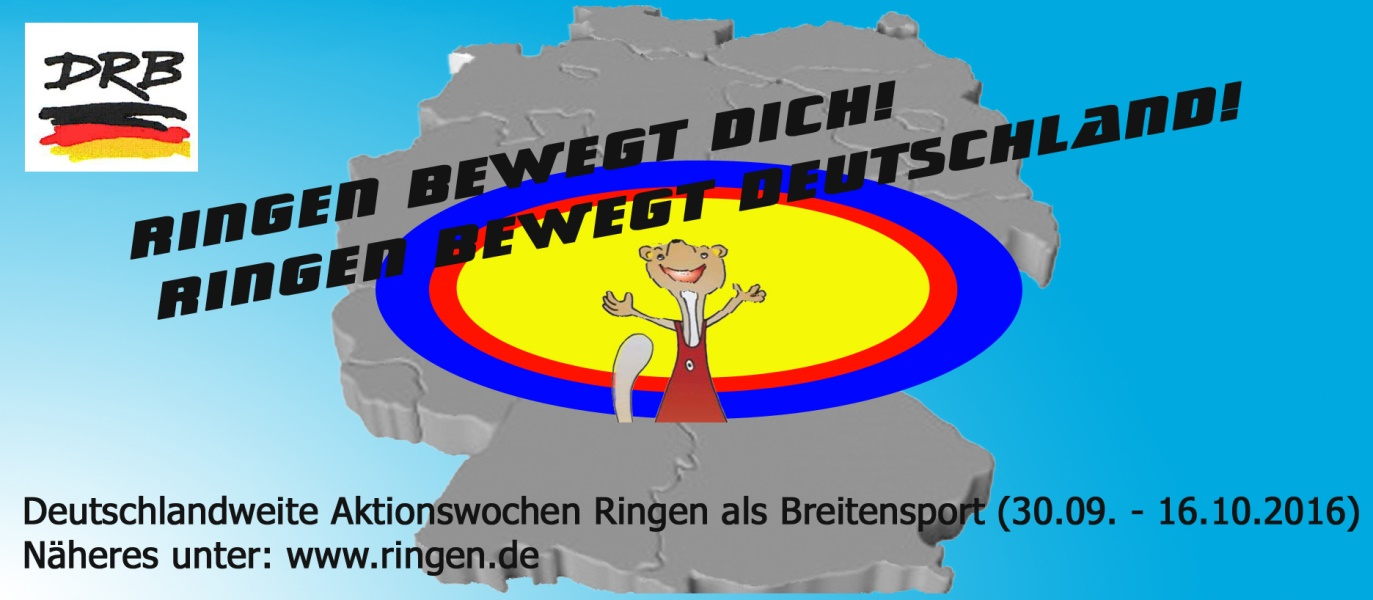 DRB
RINGEN BEWEGT DICH!
RINGEN BEWEGT DEUTSCHLAND!
Deutschlandweite Aktionswochen Ringen als Breitensport (30.09. - 16.10.2016)
Näheres unter: www.ringen.de